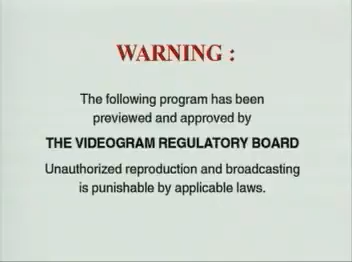 WARNING :
The following program has been
previewed and approved by
THE VIDEOGRAM REGULATORY BOARD
Unauthorized reproduction and broadcasting
is punishable by applicable laws.